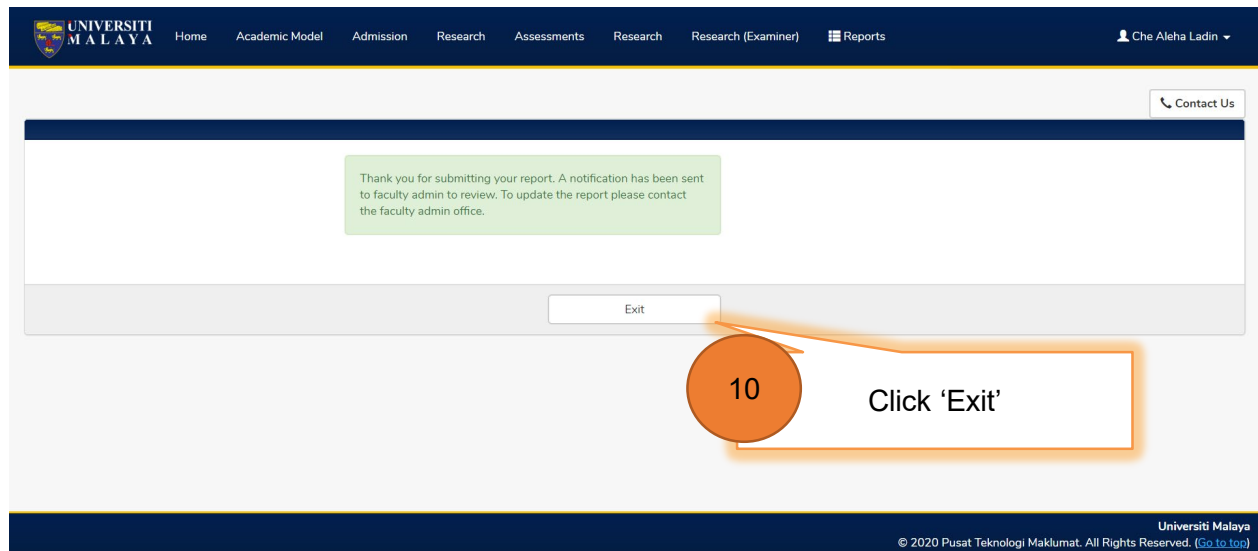 UNIVERSITI
MALAYA
Home Academic Model Admission Research Assessments Research Research (Examiner) Reports Che Aleha Ladin
Contact Us
Thank you for submitting your report. A notification has been sent
to faculty admin to review. To update the report please contact
the faculty admin office.
Exit
10
Click ‘Exit’
Universiti Malaya
© 2020 Pusat Teknologi Maklumat. All Rights Reserved. (Go to top)